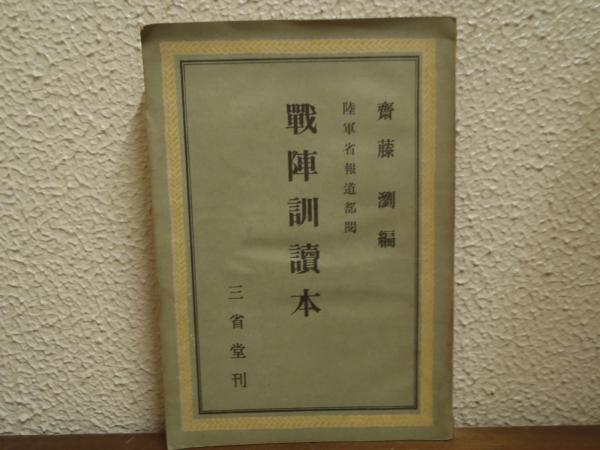 齋藤瀏編
陸軍省報道部閲
戰陣訓讀本
三省堂刊